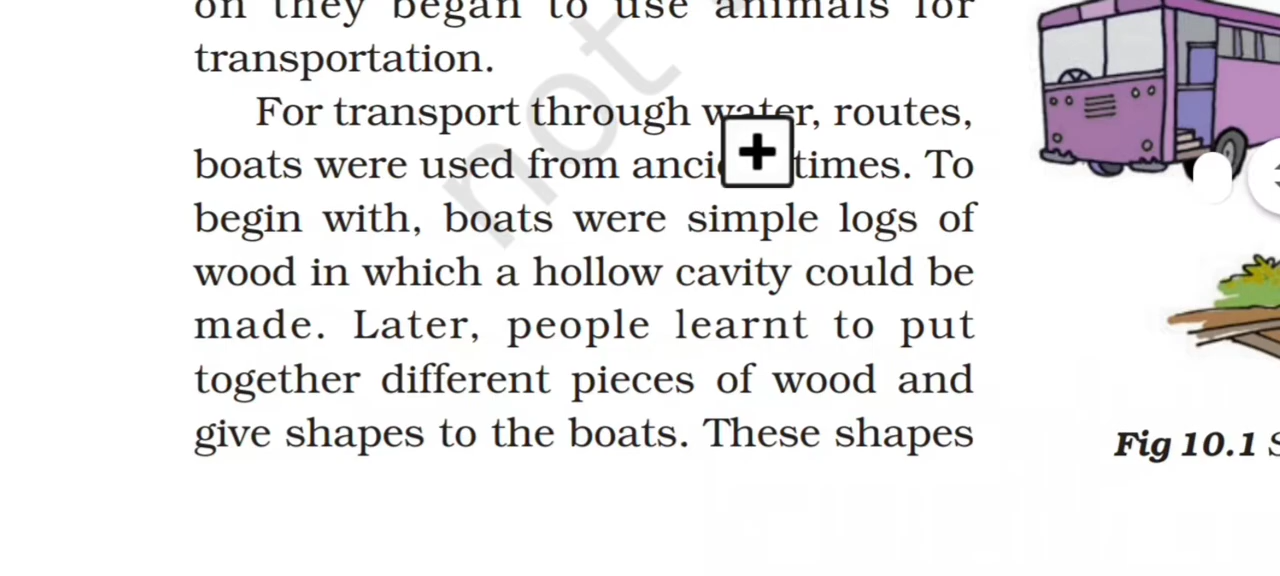 on they began to use animals for
transportation.
For transport through water, routes,
boats were used from times. To
begin with, boats were simple logs of
wood in which a hollow cavity could be
made. Later, people learnt to put
together different pieces of wood and
give shapes to the boats. These shapes
Fig 10.1
not